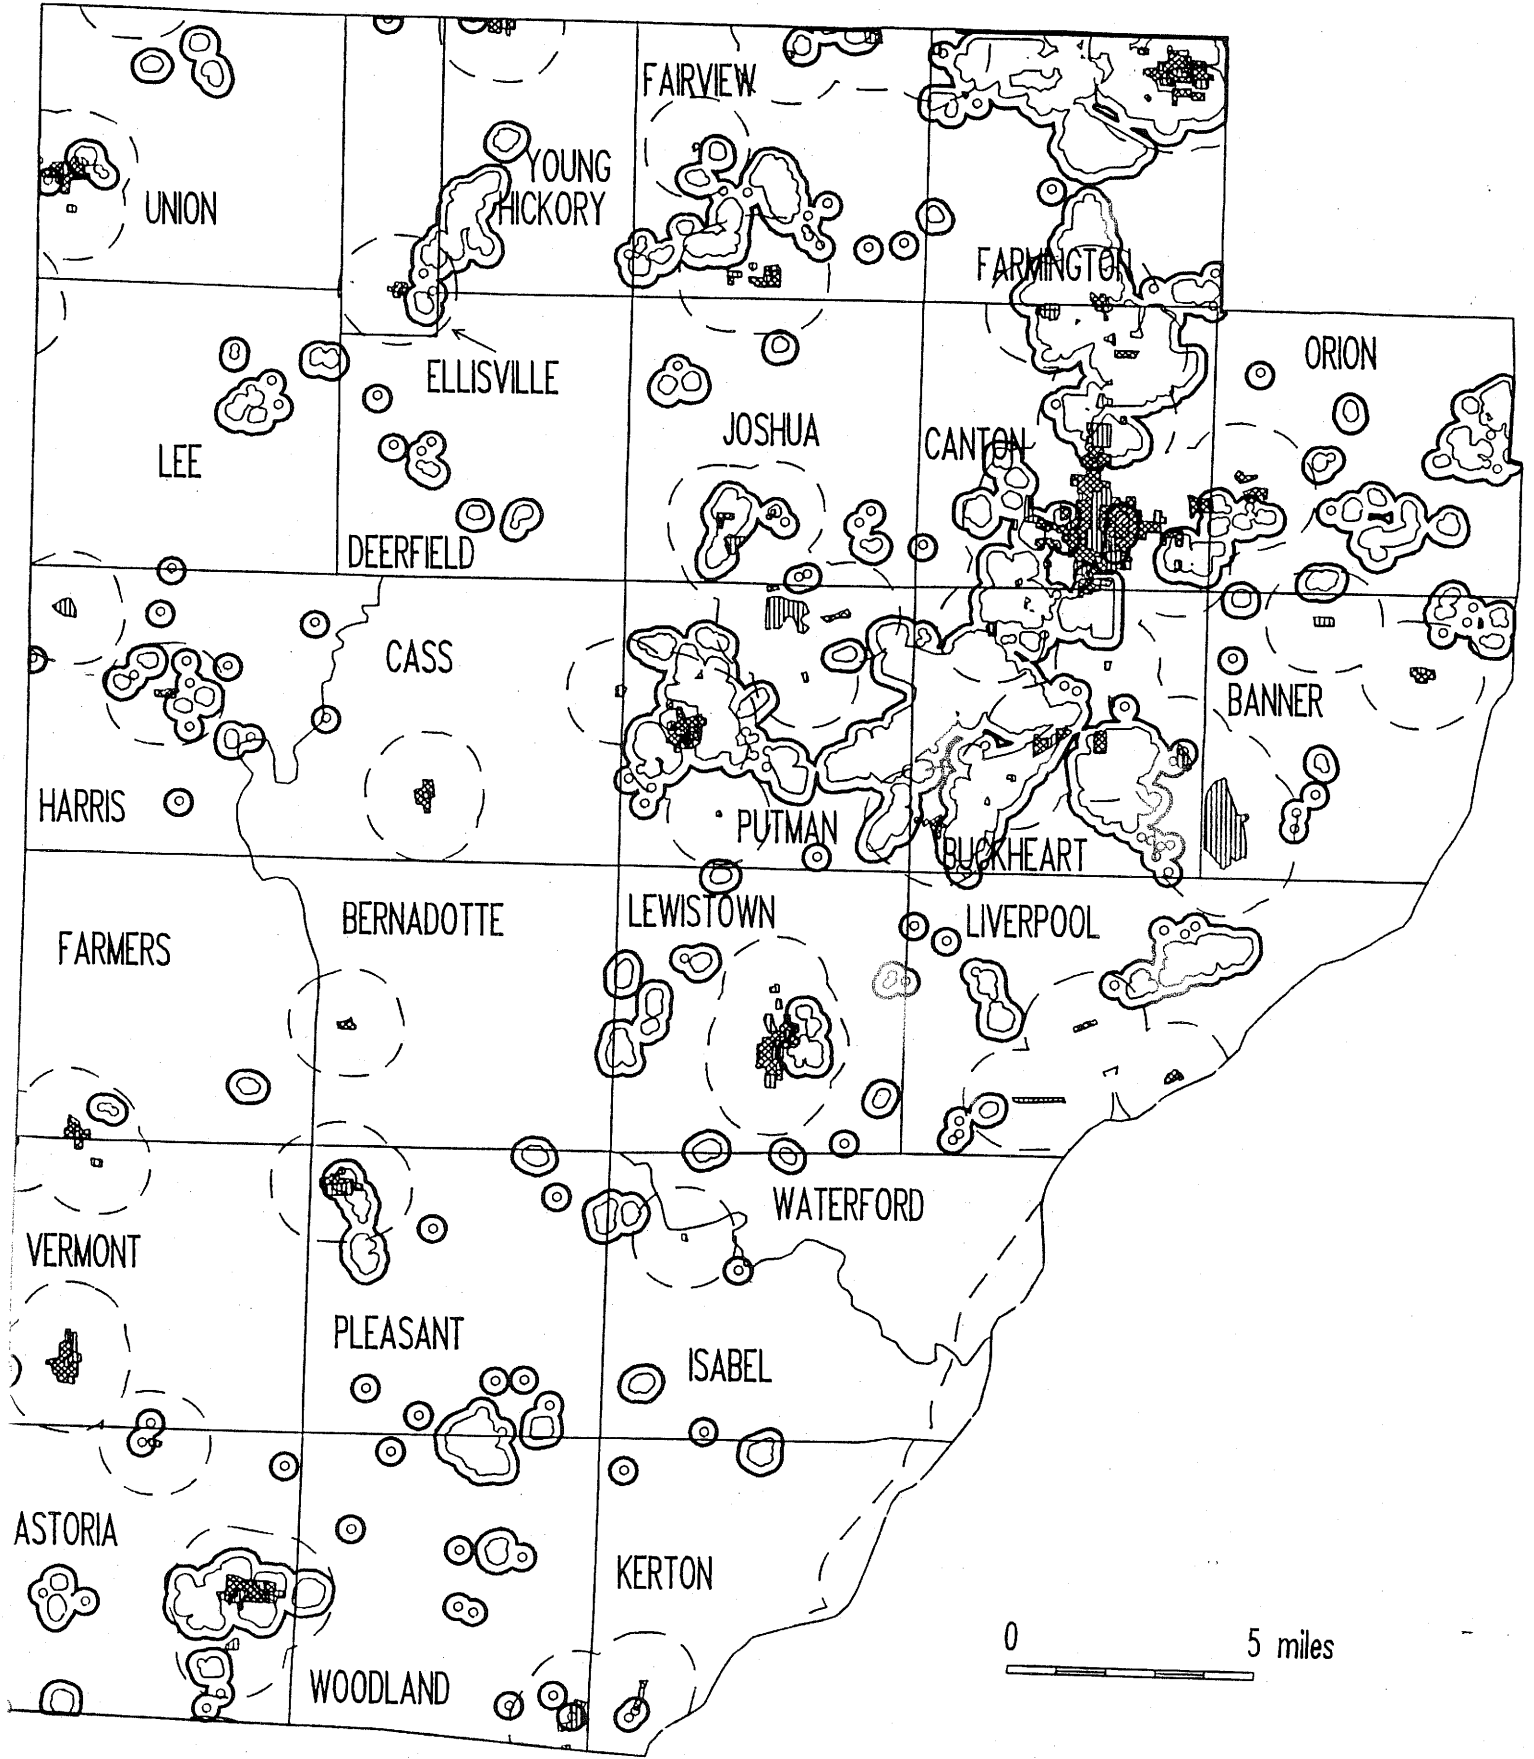 FAIRVIEW
YOUNG
HICKORY
UNION
FARMINGTON
ORION
ELLISVILLE
JOSHUA
CANTON
LEE
DEERFIELD
CASS
BANNER
HARRIS
PUTMAN
BUCKHEART
BERNADOTTE
LEWISTOWN
LIVERPOOL
FARMERS
WATERFORD
VERMONT
PLEASANT
ISABEL
ASTORIA
KERTON
0 5 miles
WOODLAND